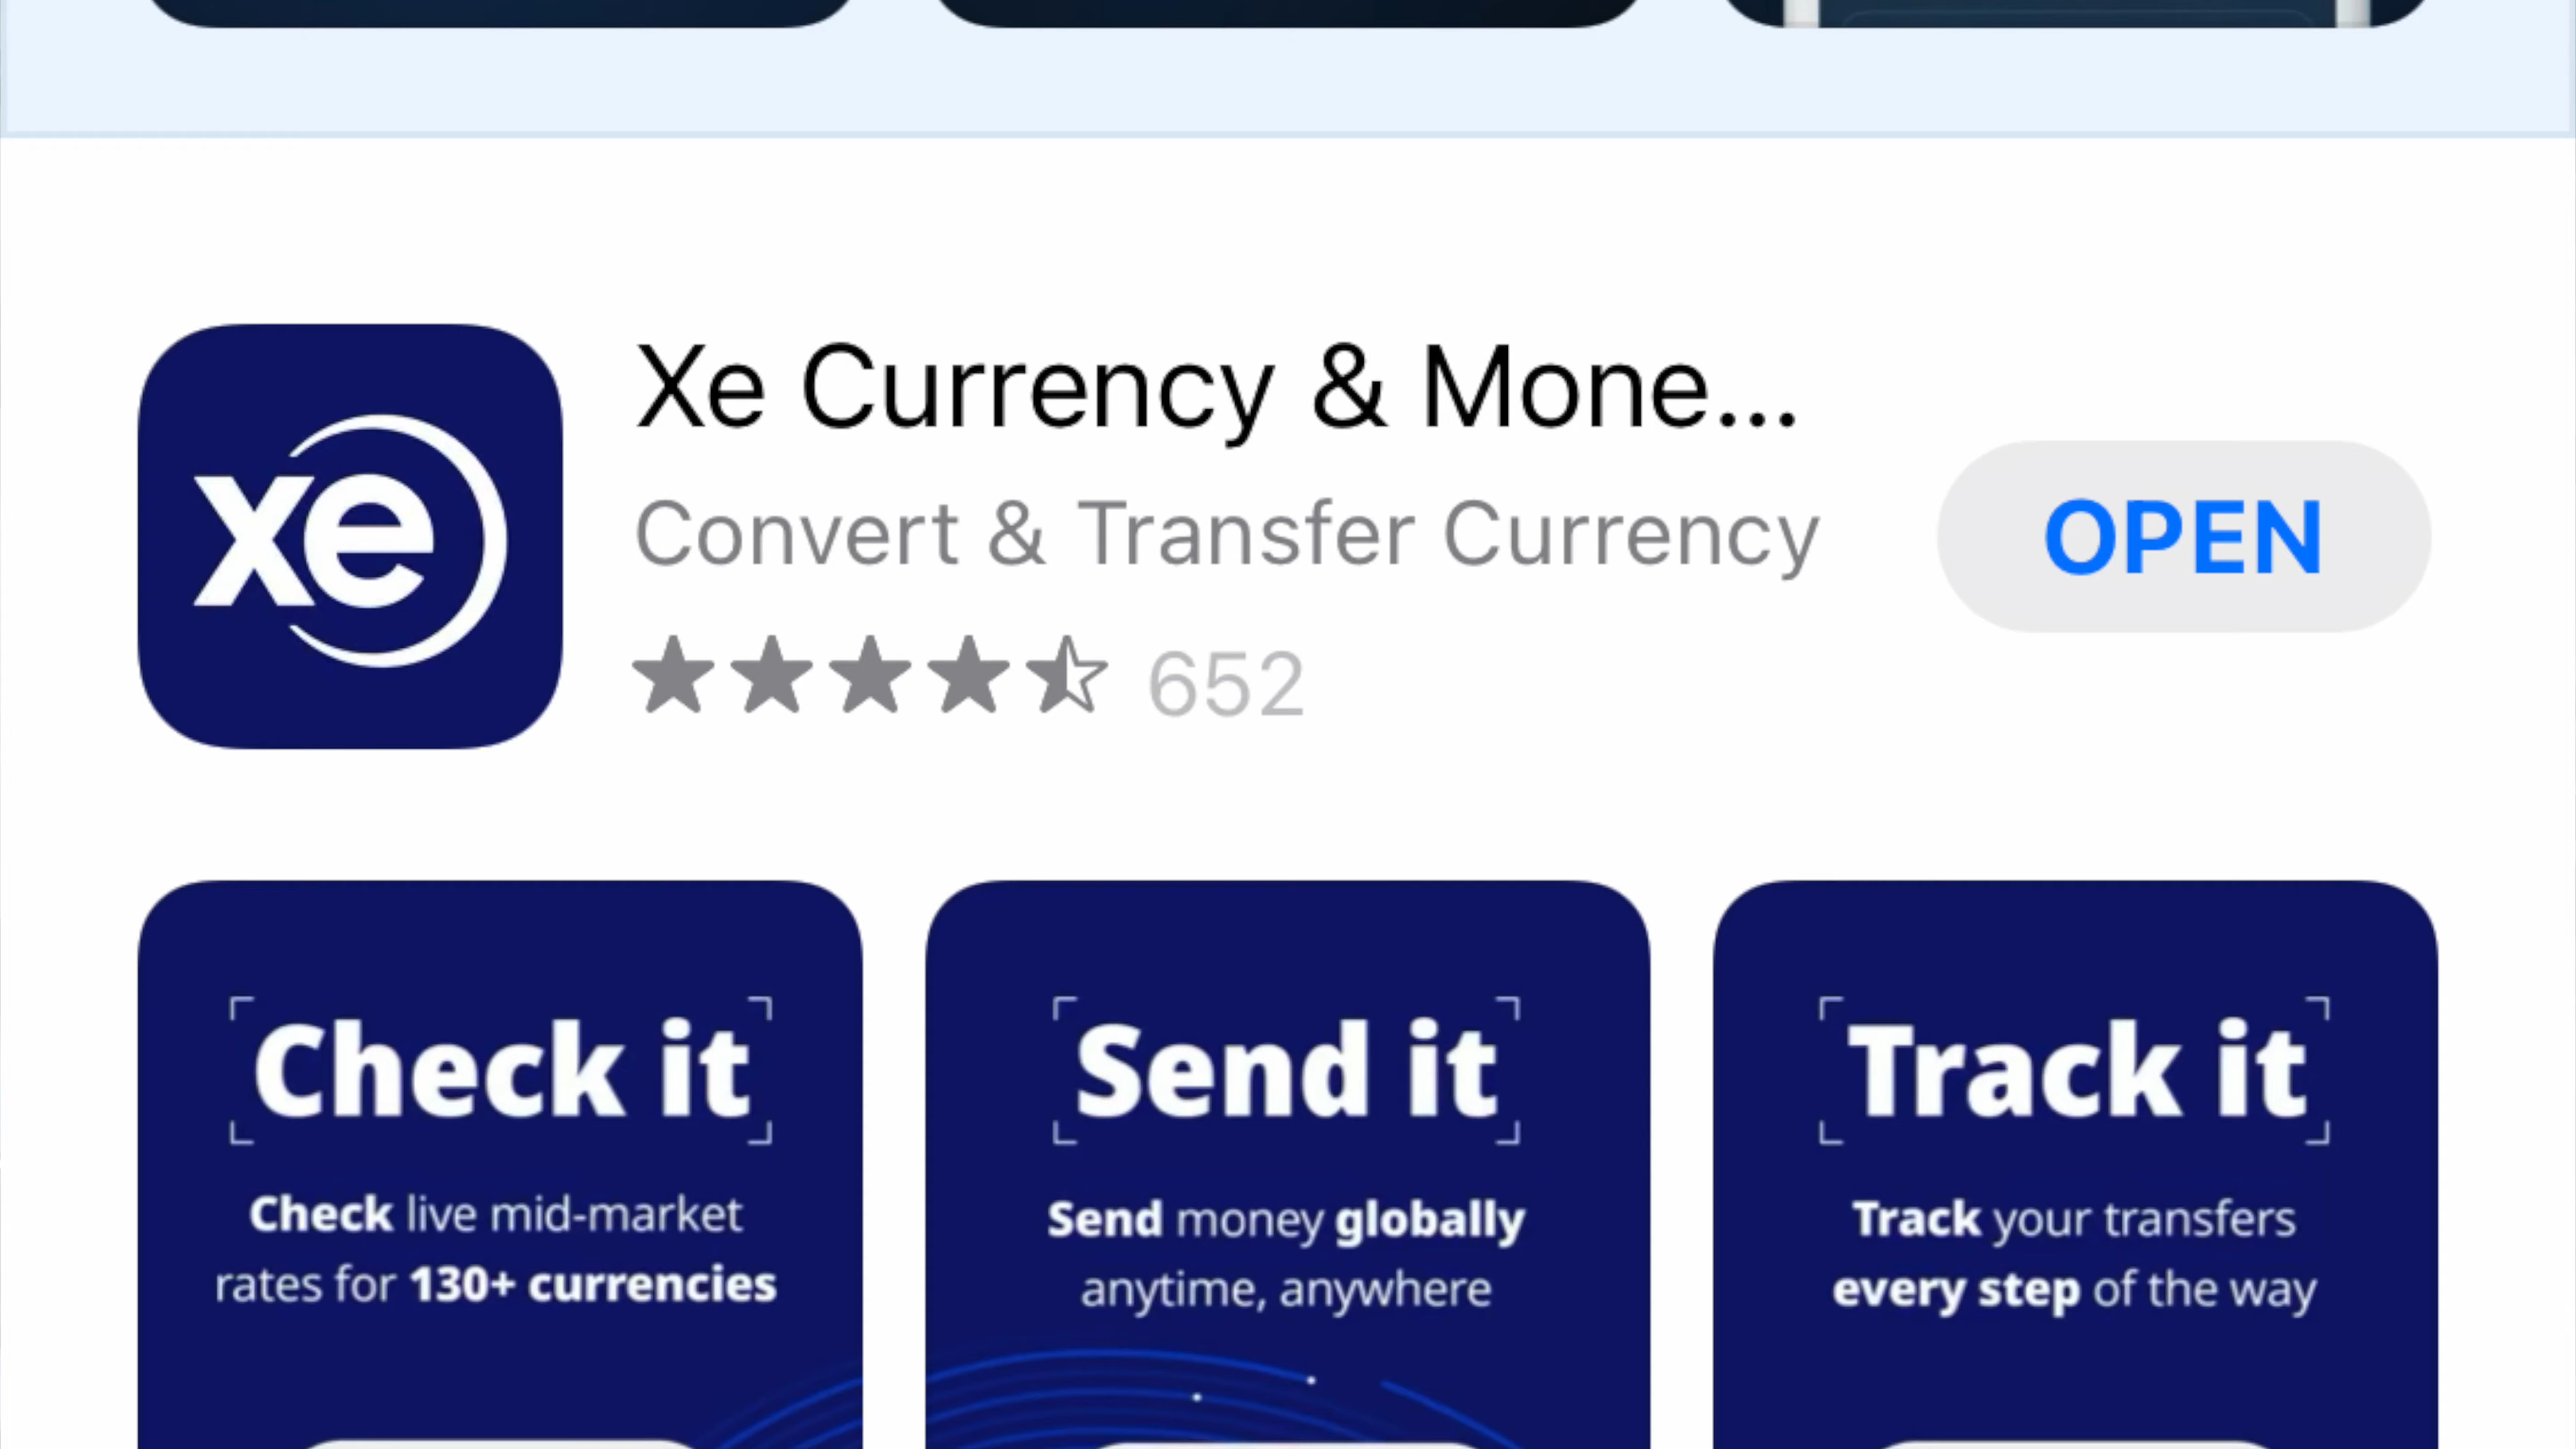 xe
Xe Currency & Mone...
Convert & Transfer Currency
652
OPEN
Check it
Check live mid-market
rates for 130+ currencies
Send it
Send money globally
anytime, anywhere
Track it
Track your transfers
every step of the way